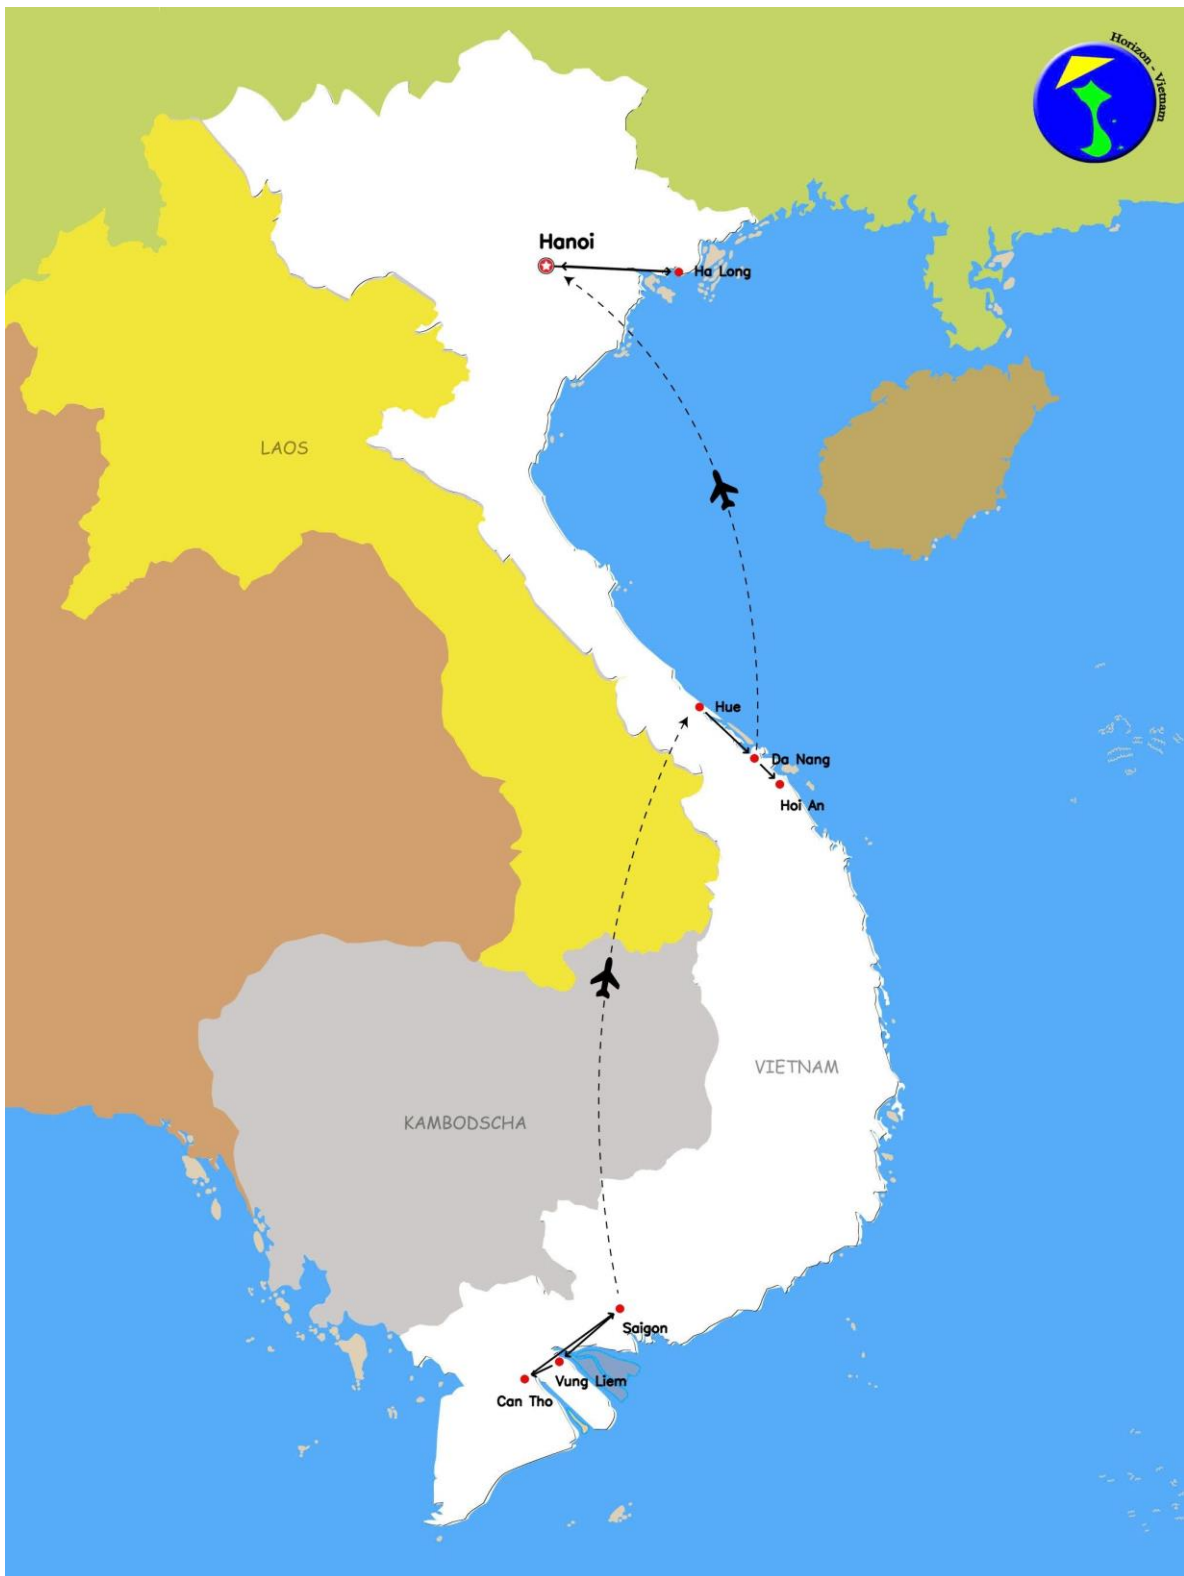 Horizon - Vietnam
Hanoi
Ha Long
LAOS
Hue
Da Nang
Hoi An
VIETNAM
KAMBODSCHA
Saigon
Vung Liem
Can Tho